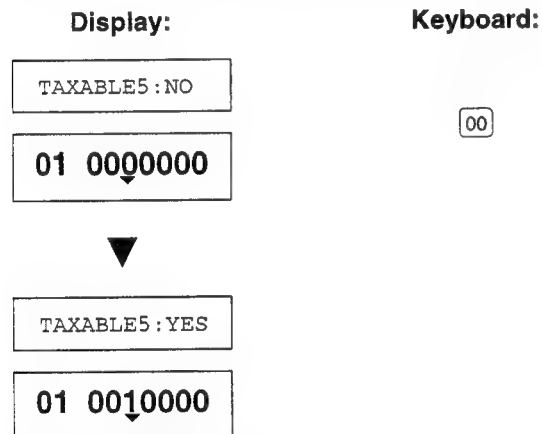 Display: Keyboard:
TAXABLE5:NO
00
01 0000000
TAXABLE5:YES
01 0010000